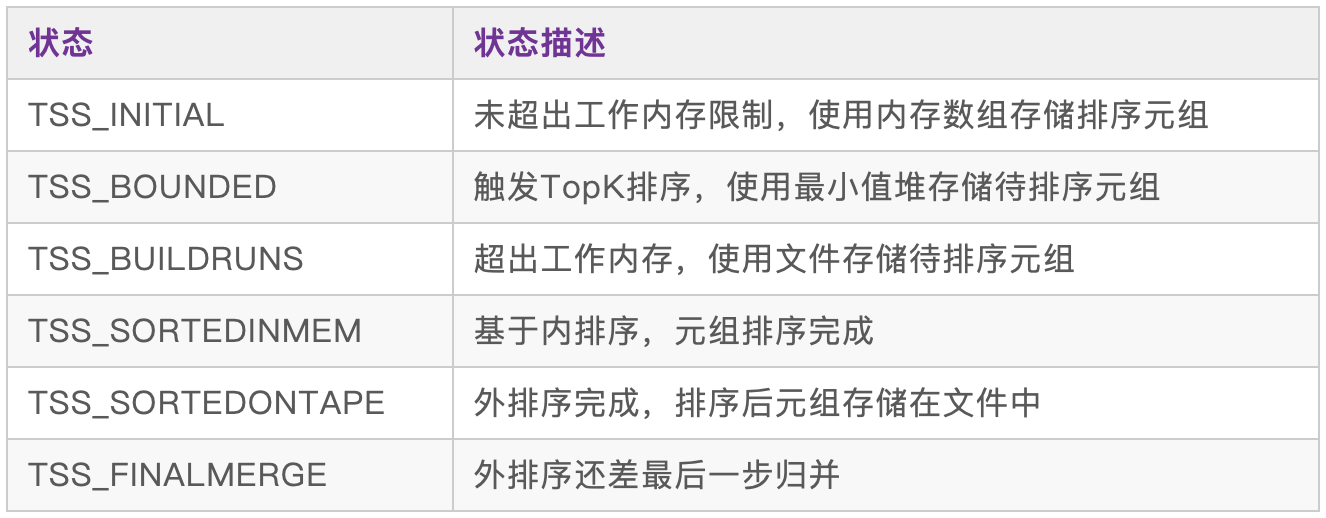 状态 状态描述
TSS_INITIAL 未超出工作内存限制，使用内存数组存储排序元组
TSS_BOUNDED 触发TopK排序，使用最小值堆存储待排序元组
TSS_BUILDRUNS 超出工作内存，使用文件存储待排序元组
TSS_SORTEDINMEM 基于内排序，元组排序完成
TSS_SORTEDONTAPE 外排序完成，排序后元组存储在文件中
TSS_FINALMERGE 外排序还差最后一步归并